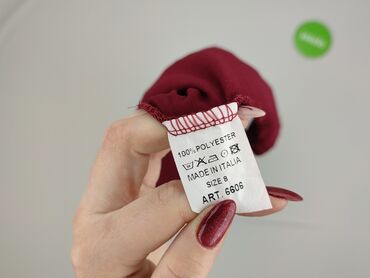 100% POLYESTER
MADE IN ITALIA
SIZE 8
ART. 6606